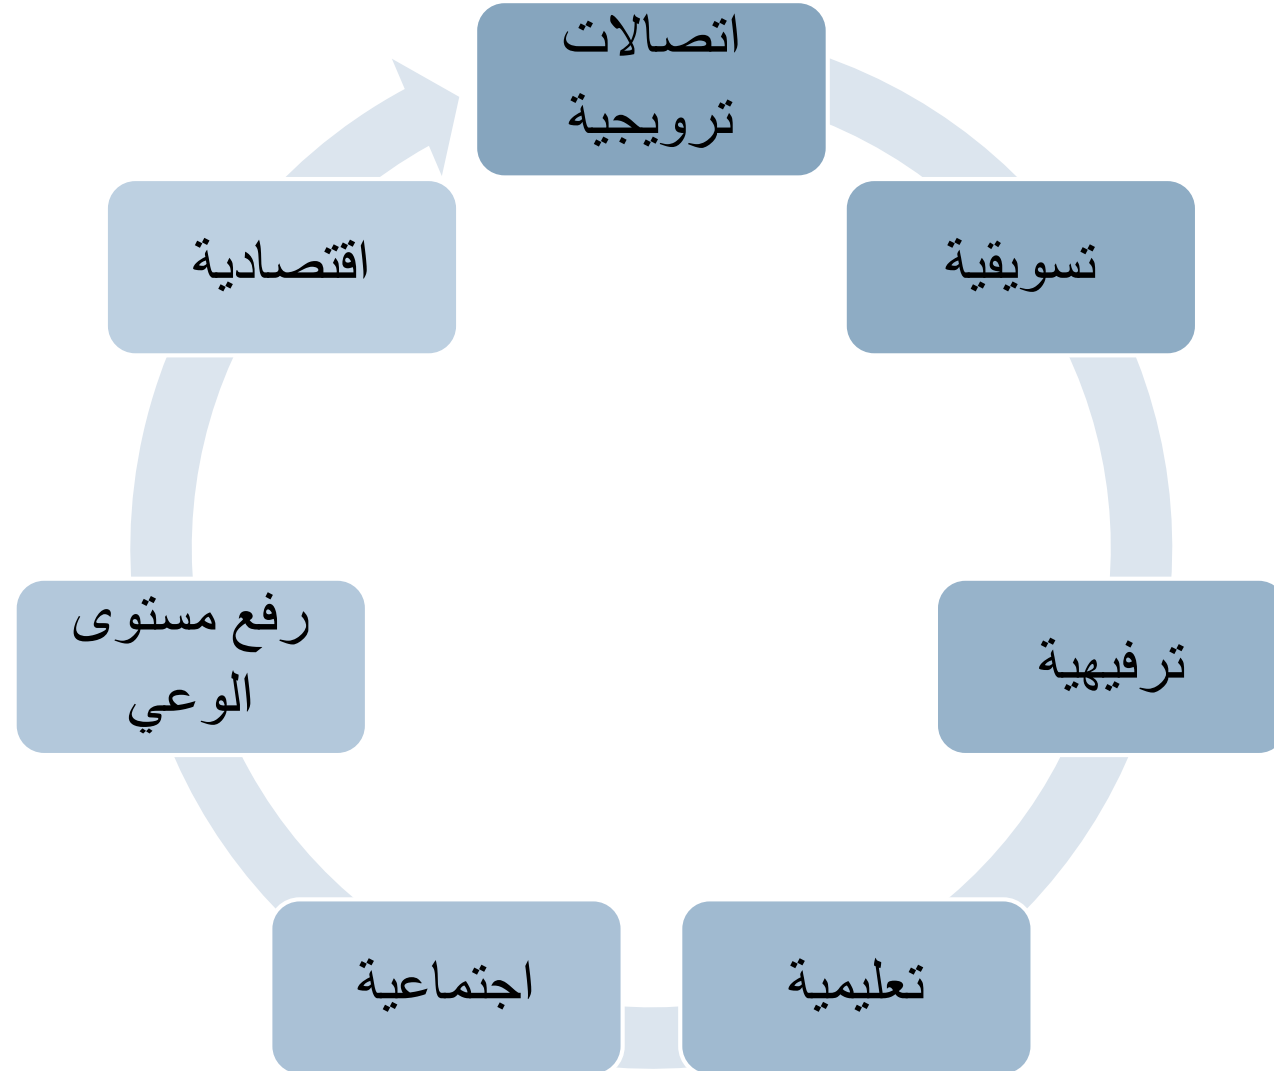 اتصالات
ترويجية
تسويقية
ترفيهية
تعليمية
اجتماعية
رفع مستوى
الوعي
اقتصادية